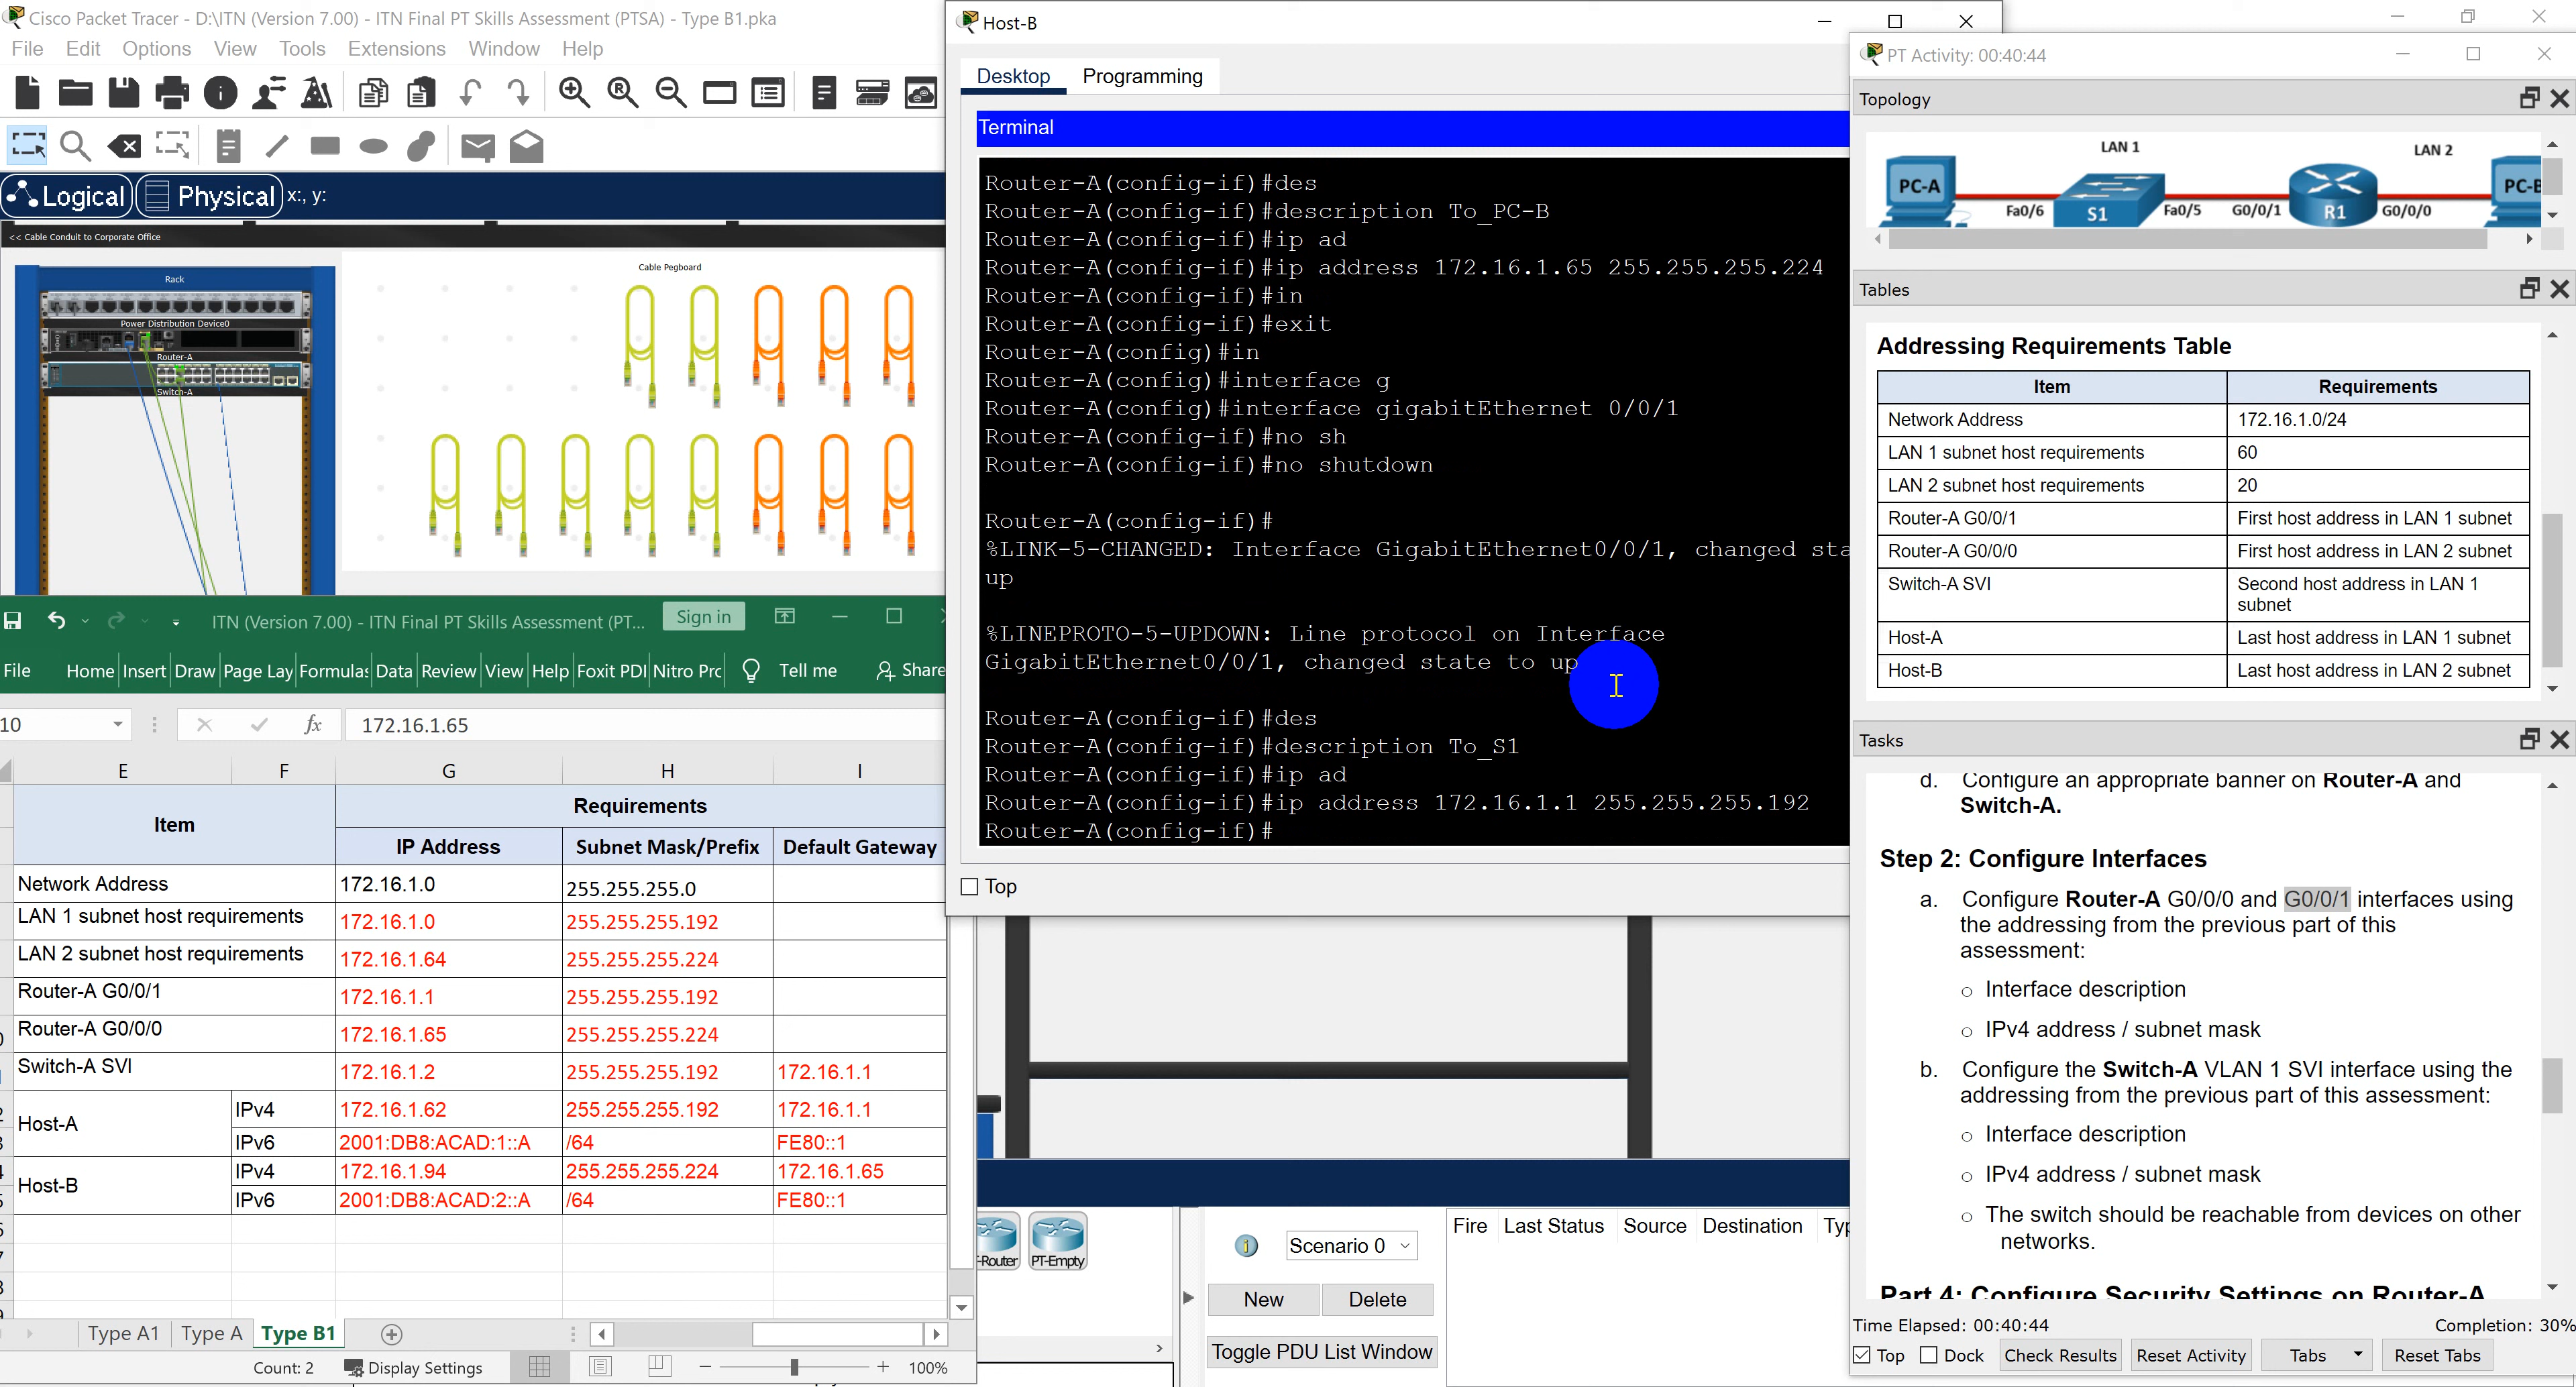 Cisco Packet Tracer - D:\ITN (Version 7.00) - ITN Final PT Skills Assessment (PTSA) - Type B1.pka
File Edit Options View Tools Extensions Window Help
Logical Physical x:, y:
<< Cable Conduit to Corporate Office
Rack
Power Distribution Device0
Router-A
Switch-A
Cable Pegboard
ITN (Version 7.00) - ITN Final PT Skills Assessment (PT... Sign in
File Home Insert Draw Page Lay Formulas Data Review View Help Foxit PDI Nitro Pro Tell me Share
10 fx 172.16.1.65
E F G H I
Item Requirements
IP Address Subnet Mask/Prefix Default Gateway
Network Address 172.16.1.0 255.255.255.0
LAN 1 subnet host requirements 172.16.1.0 255.255.255.192
LAN 2 subnet host requirements 172.16.1.64 255.255.255.224
Router-A G0/0/1 172.16.1.1 255.255.255.192
Router-A G0/0/0 172.16.1.65 255.255.255.224
Switch-A SVI 172.16.1.2 255.255.255.192 172.16.1.1
Host-A IPv4 172.16.1.62 255.255.255.192 172.16.1.1
IPv6 2001:DB8:ACAD:1::A /64 FE80::1
Host-B IPv4 172.16.1.94 255.255.255.224 172.16.1.65
IPv6 2001:DB8:ACAD:2::A /64 FE80::1
Type A1 Type A Type B1
Count: 2 Display Settings 100%
Host-B
Desktop Programming
Terminal
Router-A(config-if)#des
Router-A(config-if)#description To_PC-B
Router-A(config-if)#ip ad
Router-A(config-if)#ip address 172.16.1.65 255.255.255.224
Router-A(config-if)#in
Router-A(config-if)#exit
Router-A(config)#in
Router-A(config)#interface g
Router-A(config)#interface gigabitEthernet 0/0/1
Router-A(config-if)#no sh
Router-A(config-if)#no shutdown
Router-A(config-if)#
%LINK-5-CHANGED: Interface GigabitEthernet0/0/1, changed sta
up
%LINEPROTO-5-UPDOWN: Line protocol on Interface
GigabitEthernet0/0/1, changed state to up
Router-A(config-if)#des
Router-A(config-if)#description To_S1
Router-A(config-if)#ip ad
Router-A(config-if)#ip address 172.16.1.1 255.255.255.192
Router-A(config-if)#
Top
-Router PT-Empty
Scenario 0
New Delete
Toggle PDU List Window
Fire Last Status Source Destination Typ
PT Activity: 00:40:44
Topology
LAN 1 LAN 2
PC-A Fa0/6 S1 Fa0/5 G0/0/1 R1 G0/0/0 PC-B
Tables
Addressing Requirements Table
Item Requirements
Network Address 172.16.1.0/24
LAN 1 subnet host requirements 60
LAN 2 subnet host requirements 20
Router-A G0/0/1 First host address in LAN 1 subnet
Router-A G0/0/0 First host address in LAN 2 subnet
Switch-A SVI Second host address in LAN 1
subnet
Host-A Last host address in LAN 1 subnet
Host-B Last host address in LAN 2 subnet
Tasks
d. Configure an appropriate banner on Router-A and
Switch-A.
Step 2: Configure Interfaces
a. Configure Router-A G0/0/0 and G0/0/1 interfaces using
the addressing from the previous part of this
assessment:
o Interface description
o IPv4 address / subnet mask
b. Configure the Switch-A VLAN 1 SVI interface using the
addressing from the previous part of this assessment:
o Interface description
o IPv4 address / subnet mask
o The switch should be reachable from devices on other
networks.
Part 4: Configure Security Settings on Router-A
Time Elapsed: 00:40:44 Completion: 30%
Top Dock Check Results Reset Activity Tabs Reset Tabs